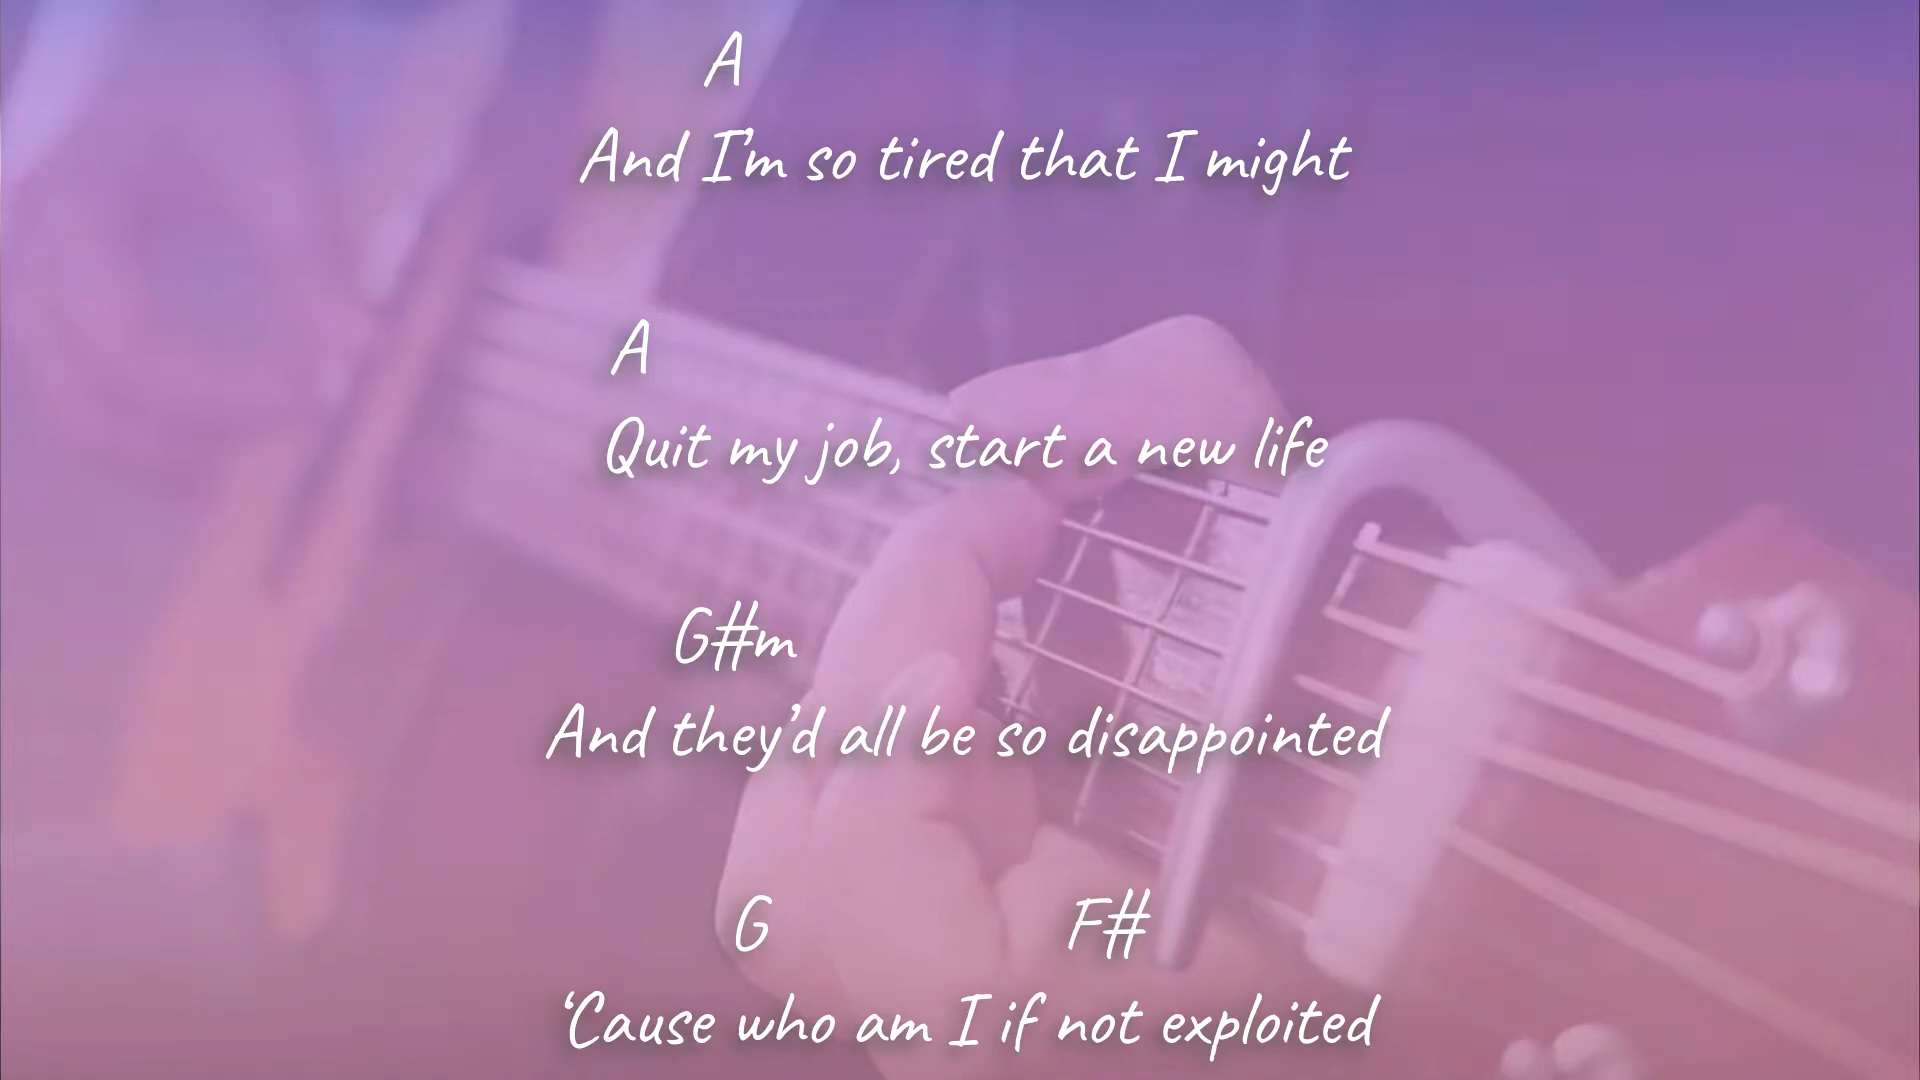 A
And I'm so tired that I might
A
Quit my job, start a new life
G#m
And they'd all be so disappointed
G F#
'Cause who am I if not exploited